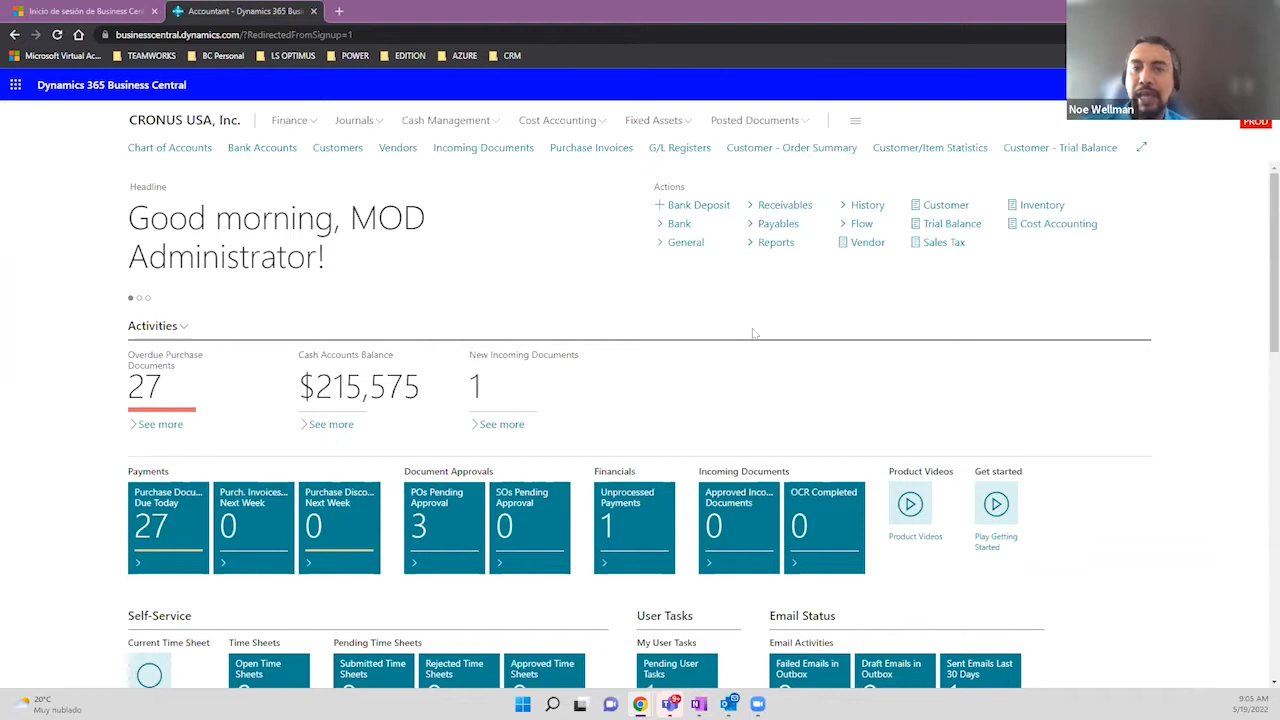 Inicio de sesión de Business Cen
Accountant - Dynamics 365 Busi
businesscentral.dynamics.com/?RedirectedFromSignup=1
Microsoft Virtual Ac... TEAMWORKS BC Personal LS OPTIMUS POWER EDITION AZURE CRM
Noe Wellman
Dynamics 365 Business Central
PROD
CRONUS USA, Inc. Finance Journals Cash Management Cost Accounting Fixed Assets Posted Documents
Chart of Accounts Bank Accounts Customers Vendors Incoming Documents Purchase Invoices G/L Registers Customer - Order Summary Customer/Item Statistics Customer - Trial Balance
Headline
Good morning, MOD
Administrator!
Actions
Bank Deposit Receivables History Customer Inventory
Bank Payables Flow Trial Balance Cost Accounting
General Reports Vendor Sales Tax
Activities
Overdue Purchase
Documents
27
See more
Cash Accounts Balance
$215,575
See more
New Incoming Documents
1
See more
Payments
Purchase Docu...
Due Today
27
Purch. Invoices...
Next Week
0
Purchase Disco...
Next Week
0
Document Approvals
POs Pending
Approval
3
SOs Pending
Approval
0
Financials
Unprocessed
Payments
1
Incoming Documents
Approved Inco...
Documents
0
OCR Completed
0
Product Videos
Product Videos
Get started
Play Getting
Started
Self-Service
Current Time Sheet
Time Sheets
Open Time
Sheets
Pending Time Sheets
Submitted Time
Sheets
Rejected Time
Sheets
Approved Time
Sheets
User Tasks
My User Tasks
Pending User
Tasks
Email Status
Email Activities
Failed Emails in
Outbox
Draft Emails in
Outbox
Sent Emails Last
30 Days
20°C
Muy nublado
9:05 AM
5/19/2022